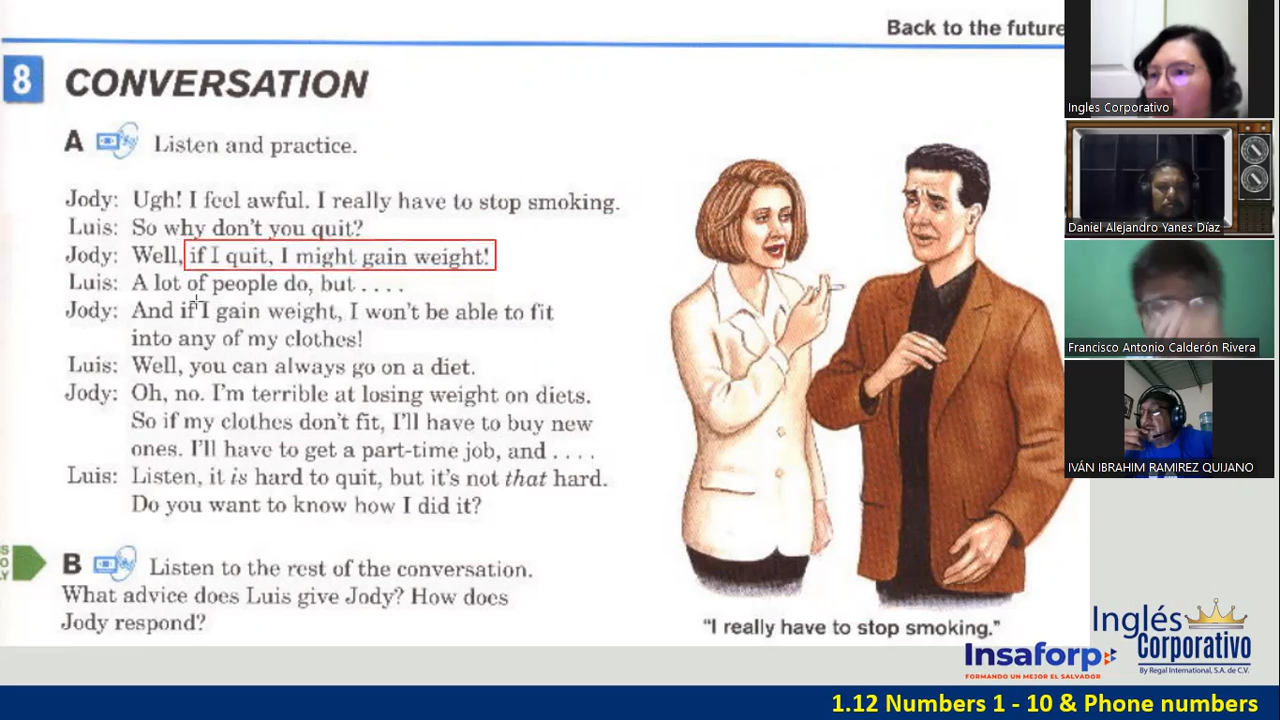 Back to the future
8 CONVERSATION
A Listen and practice.
Jody: Ugh! I feel awful. I really have to stop smoking.
Luis: So why don't you quit?
Jody: Well, if I quit, I might gain weight!
Luis: A lot of people do, but . . . .
Jody: And if I gain weight, I won't be able to fit
into any of my clothes!
Luis: Well, you can always go on a diet.
Jody: Oh, no. I'm terrible at losing weight on diets.
So if my clothes don't fit, I'll have to buy new
ones. I'll have to get a part-time job, and . . . .
Luis: Listen, it is hard to quit, but it's not that hard.
Do you want to know how I did it?
B Listen to the rest of the conversation.
What advice does Luis give Jody? How does
Jody respond?
"I really have to stop smoking."
Ingles Corporativo
Daniel Alejandro Yanes Díaz
Francisco Antonio Calderón Rivera
IVÁN IBRAHIM RAMIREZ QUIJANO
Inglés
Corporativo
By Regal International, S.A. de C.V.
Insaforp
FORMANDO UN MEJOR EL SALVADOR
1.12 Numbers 1 - 10 & Phone numbers